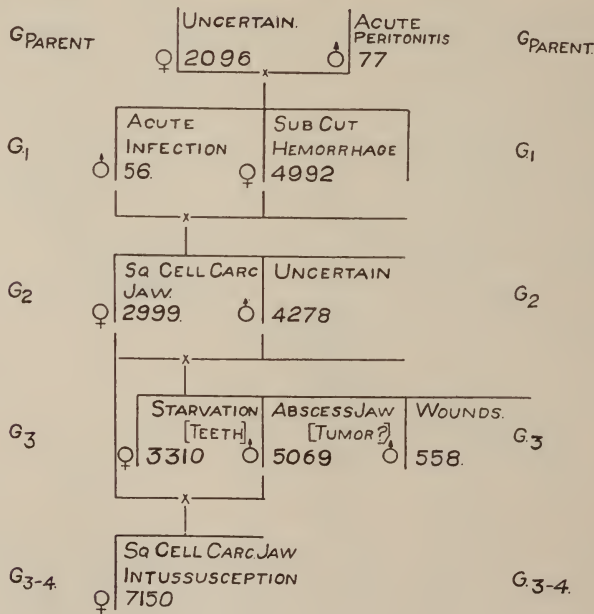 GPARENT UNCERTAIN. ACUTE PERITONITIS GPARENT
♀ 2096 x ♂ 77
G1 ACUTE SUB CUT G1
INFECTION HEMORRHAGE
♂ 56. ♀ 4992
x
SQ CELL CARC UNCERTAIN
G2 JAW. G2
♀ 2999. ♂ 4278
x
STARVATION ABSCESS JAW WOUNDS.
G3 [TEETH] [TUMOR?] G.3
♀ 3310 ♂ 5069 ♂ 558.
x
SQ CELL CARC. JAW
G3-4. INTUSSUSCEPTION G.3-4.
♀ 7150